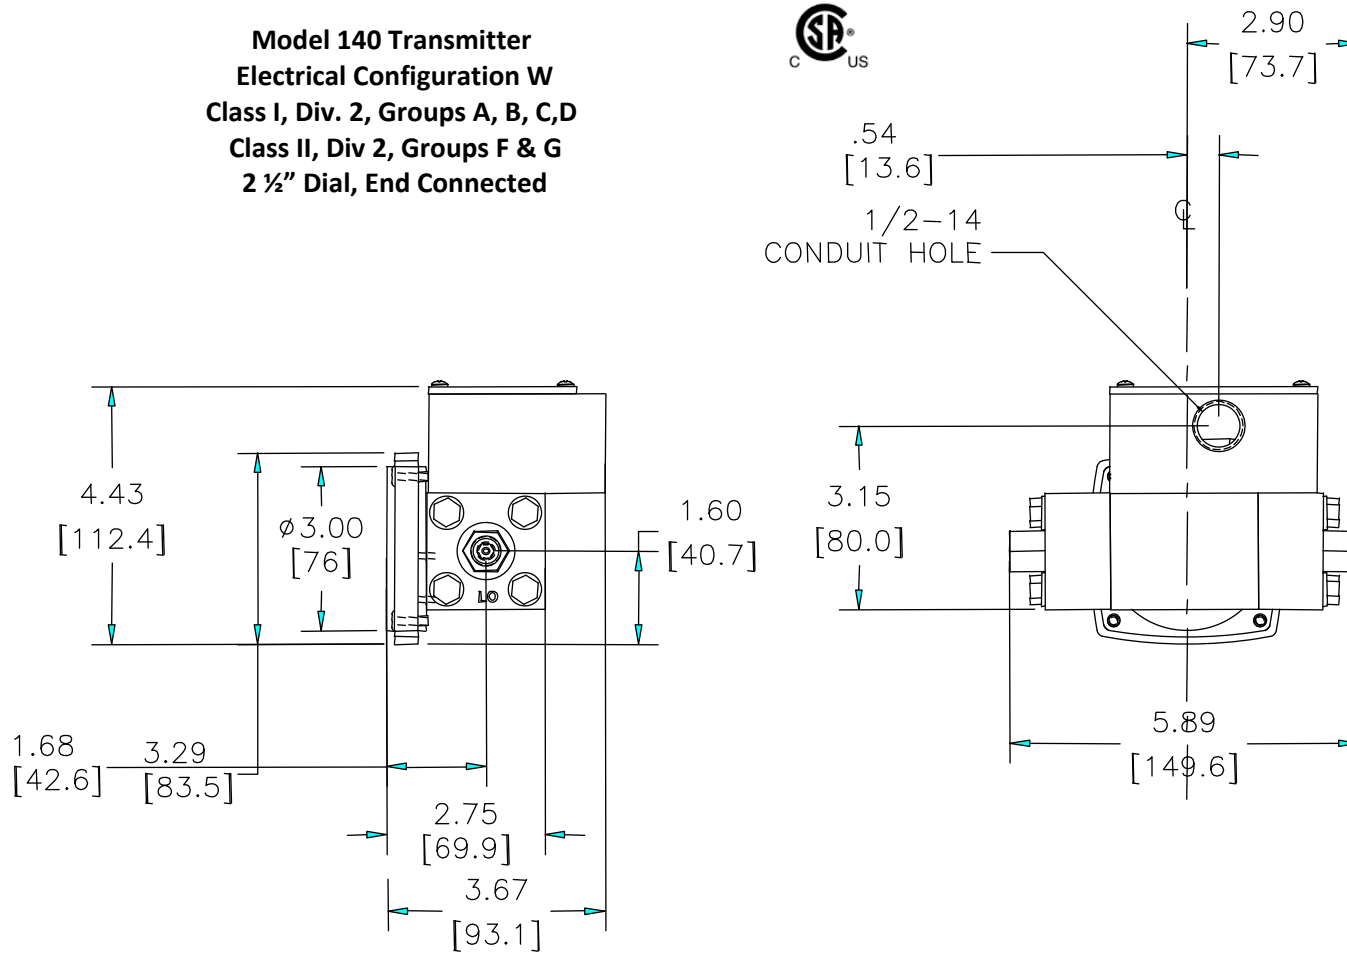 Model 140 Transmitter
Electrical Configuration W
Class I, Div. 2, Groups A, B, C,D
Class II, Div 2, Groups F & G
2 ½” Dial, End Connected
CSA®
C US
2.90
[73.7]
.54
[13.6]
℄
1/2-14
CONDUIT HOLE
4.43
[112.4]
ø3.00
[76]
1.60
[40.7]
LO
3.15
[80.0]
1.68
[42.6]
3.29
[83.5]
2.75
[69.9]
3.67
[93.1]
5.89
[149.6]